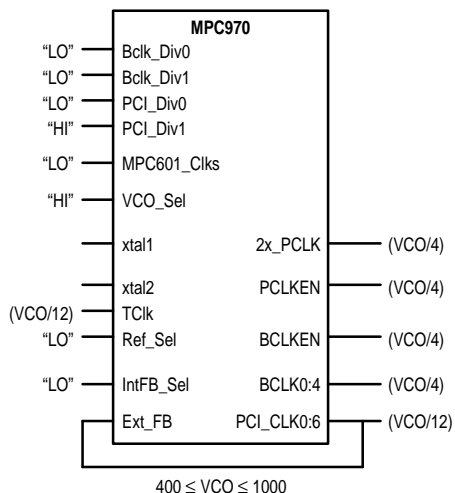 MPC970
“LO” Bclk_Div0
“LO” Bclk_Div1
“LO” PCI_Div0
“HI” PCI_Div1
“LO” MPC601_Clks
“HI” VCO_Sel
xtal1 2x_PCLK (VCO/4)
xtal2 PCLKEN (VCO/4)
(VCO/12) TClk
“LO” Ref_Sel BCLKEN (VCO/4)
“LO” IntFB_Sel BCLK0:4 (VCO/4)
Ext_FB PCI_CLK0:6 (VCO/12)
400 ≤ VCO ≤ 1000